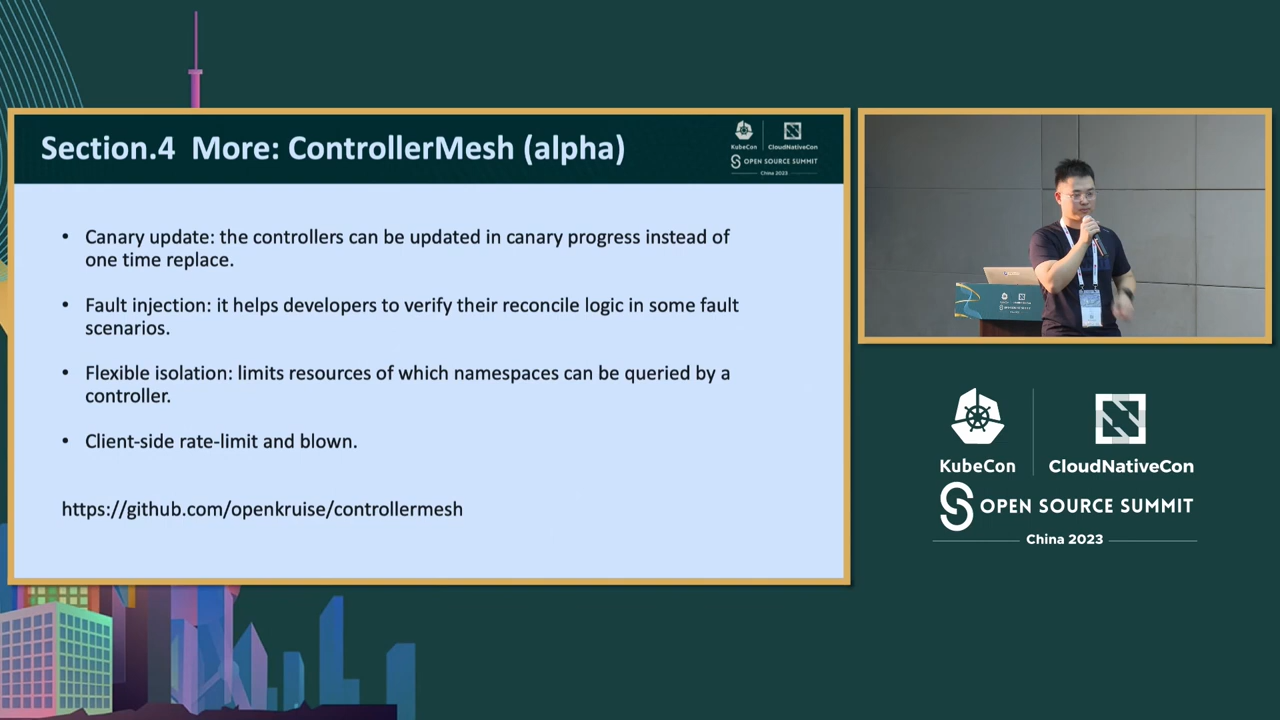 Section.4 More: ControllerMesh (alpha)
KubeCon
CloudNativeCon
OPEN SOURCE SUMMIT
China 2023
• Canary update: the controllers can be updated in canary progress instead of
one time replace.
• Fault injection: it helps developers to verify their reconcile logic in some fault
scenarios.
• Flexible isolation: limits resources of which namespaces can be queried by a
controller.
• Client-side rate-limit and blown.
https://github.com/openkruise/controllermesh
KubeCon
CloudNativeCon
OPEN SOURCE SUMMIT
China 2023